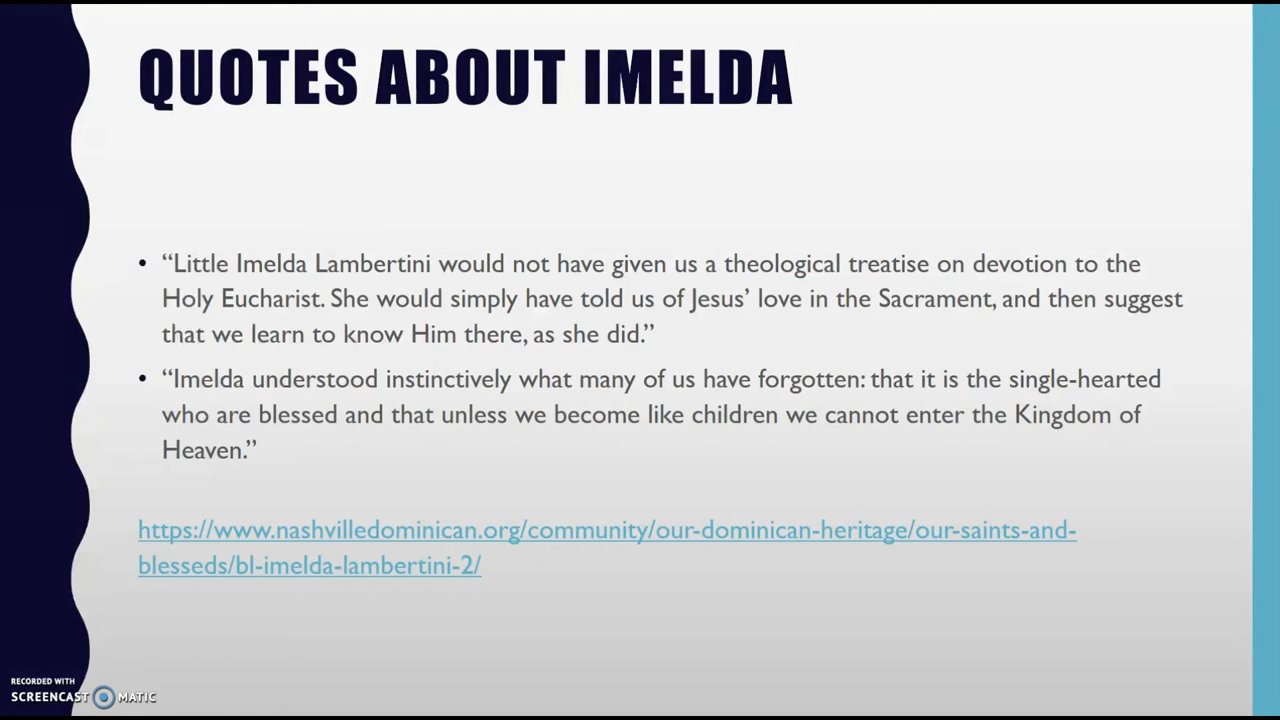 QUOTES ABOUT IMELDA
• “Little Imelda Lambertini would not have given us a theological treatise on devotion to the
Holy Eucharist. She would simply have told us of Jesus’ love in the Sacrament, and then suggest
that we learn to know Him there, as she did.”
• “Imelda understood instinctively what many of us have forgotten: that it is the single-hearted
who are blessed and that unless we become like children we cannot enter the Kingdom of
Heaven.”
https://www.nashvilledominican.org/community/our-dominican-heritage/our-saints-and-
blesseds/bl-imelda-lambertini-2/
RECORDED WITH
SCREENCAST MATIC